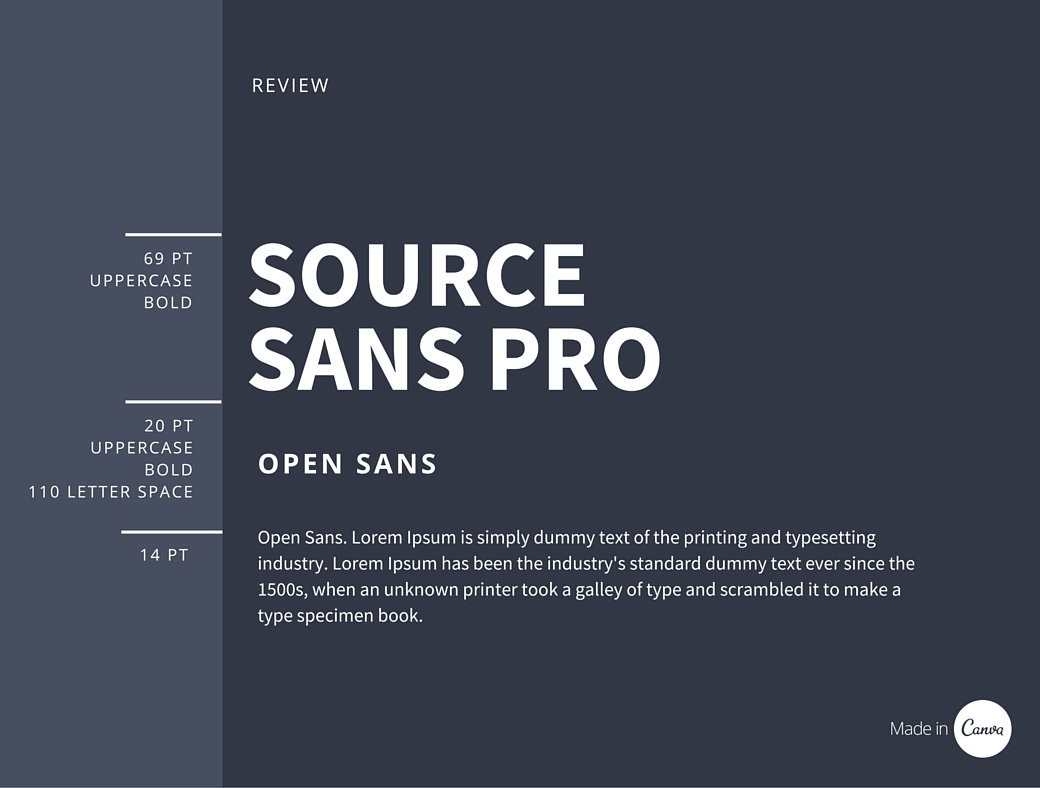 REVIEW
69 PT
UPPERCASE
BOLD
SOURCE
SANS PRO
20 PT
UPPERCASE
BOLD
110 LETTER SPACE
OPEN SANS
14 PT
Open Sans. Lorem Ipsum is simply dummy text of the printing and typesetting
industry. Lorem Ipsum has been the industry's standard dummy text ever since the
1500s, when an unknown printer took a galley of type and scrambled it to make a
type specimen book.
Made in Canva